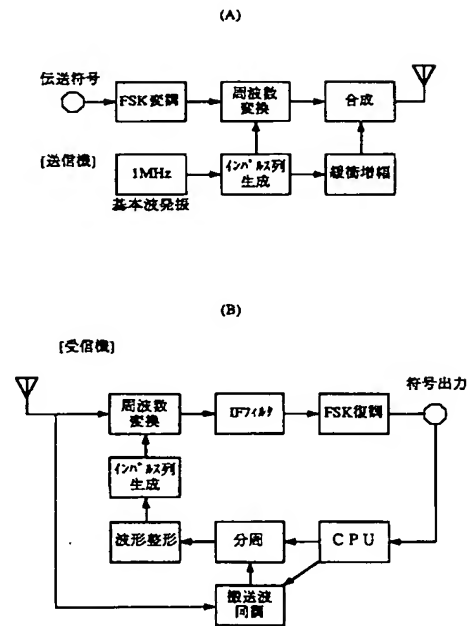 (A)
伝送符号
FSK変調
周波数
変換
合成
[送信機]
1MHz
インパルス列
生成
緩衝増幅
基本波発振
(B)
[受信機]
符号出力
周波数
変換
IFフィルタ
FSK復調
インパルス列
生成
波形整形
分周
CPU
搬送波
同調